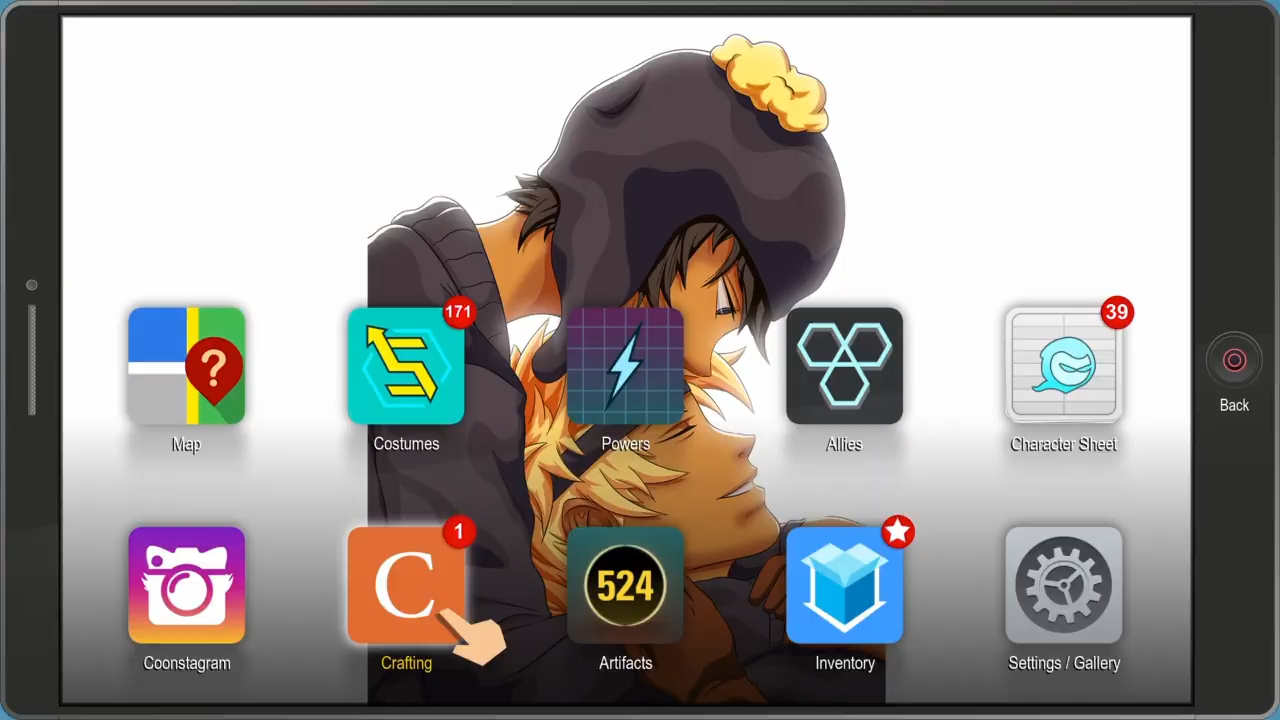 171
39
?
Map
Costumes
Powers
Allies
Character Sheet
Back
1
C
524
Coonstagram
Crafting
Artifacts
Inventory
Settings / Gallery